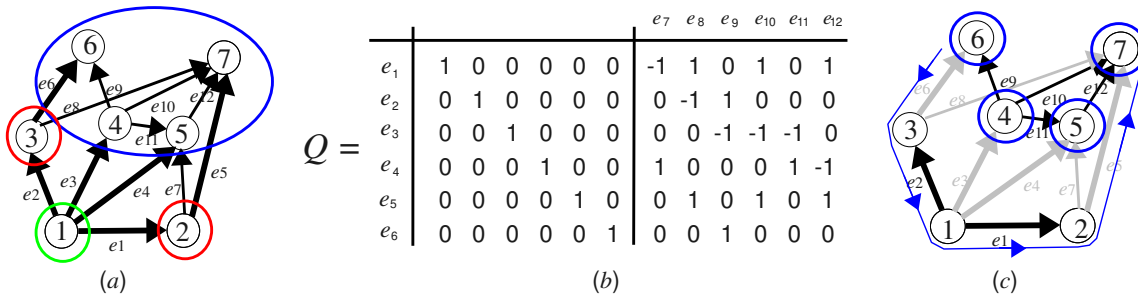 6
7
e6
e8
e9
e12
e10
3
4
5
e11
e2
e3
e4
e7
e5
1
2
e1
(a)
e7 e8 e9 e10 e11 e12
e1 1 0 0 0 0 0 -1 1 0 1 0 1
e2 0 1 0 0 0 0 0 -1 1 0 0 0
Q = e3 0 0 1 0 0 0 0 0 -1 -1 -1 0
e4 0 0 0 1 0 0 1 0 0 0 1 -1
e5 0 0 0 0 1 0 0 1 0 1 0 1
e6 0 0 0 0 0 1 0 0 1 0 0 0
(b)
6
7
e9
e12
e6
e8
e10
3
4
5
e11
e2
e3
e4
e7
e5
1
2
e1
(c)